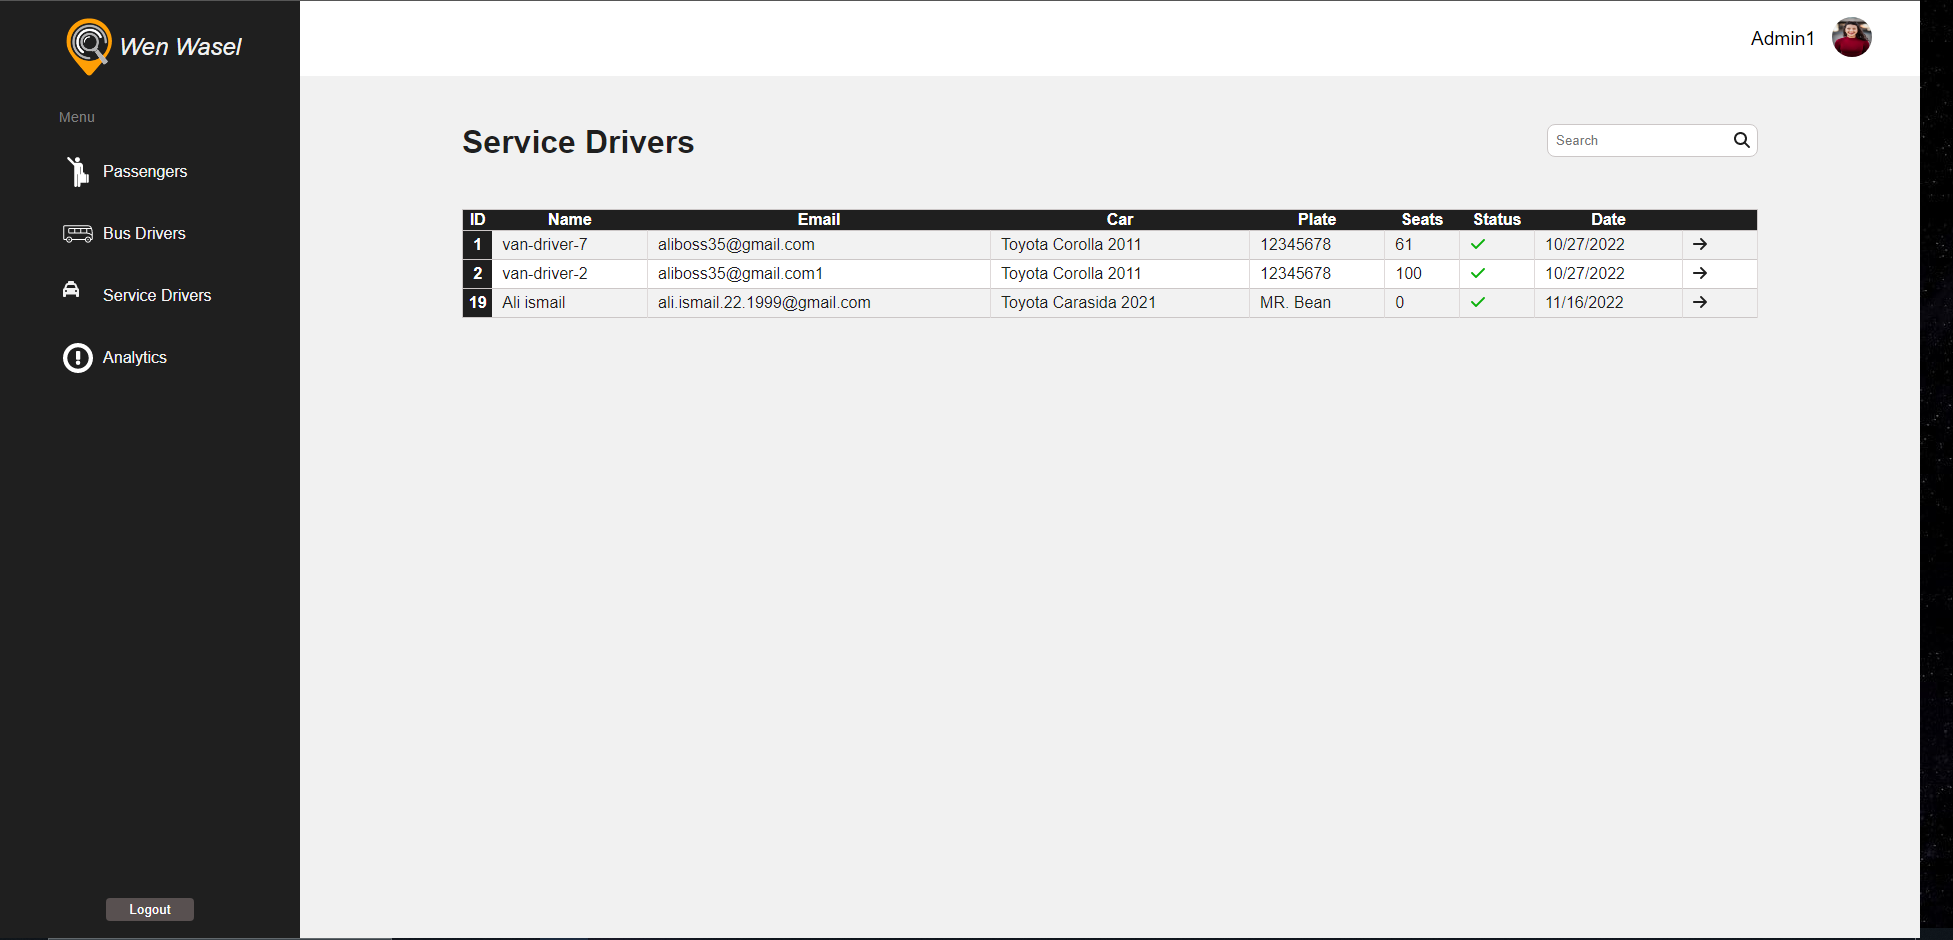 Wen Wasel
Admin1
Menu
Passengers
Bus Drivers
Service Drivers
Analytics
Logout
Service Drivers
Search
ID Name Email Car Plate Seats Status Date
1 van-driver-7 aliboss35@gmail.com Toyota Corolla 2011 12345678 61 10/27/2022
2 van-driver-2 aliboss35@gmail.com1 Toyota Corolla 2011 12345678 100 10/27/2022
19 Ali ismail ali.ismail.22.1999@gmail.com Toyota Carasida 2021 MR. Bean 0 11/16/2022